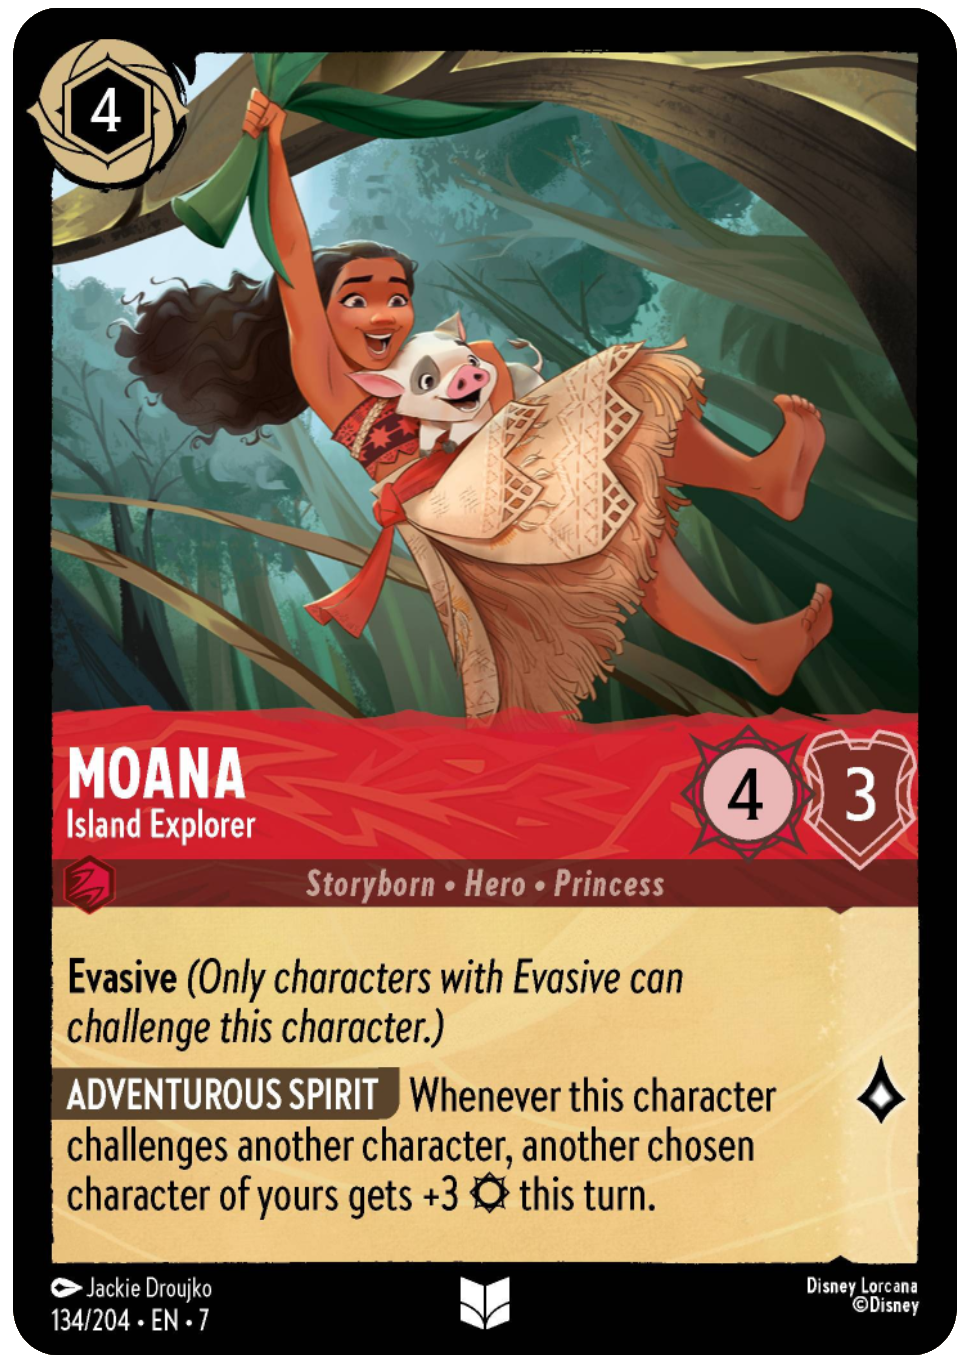 4
MOANA
Island Explorer
4
3
Storyborn • Hero • Princess
Evasive (Only characters with Evasive can
challenge this character.)
ADVENTUROUS SPIRIT Whenever this character
challenges another character, another chosen
character of yours gets +3 this turn.
Jackie Droujko
134/204 • EN • 7
Disney Lorcana
©Disney